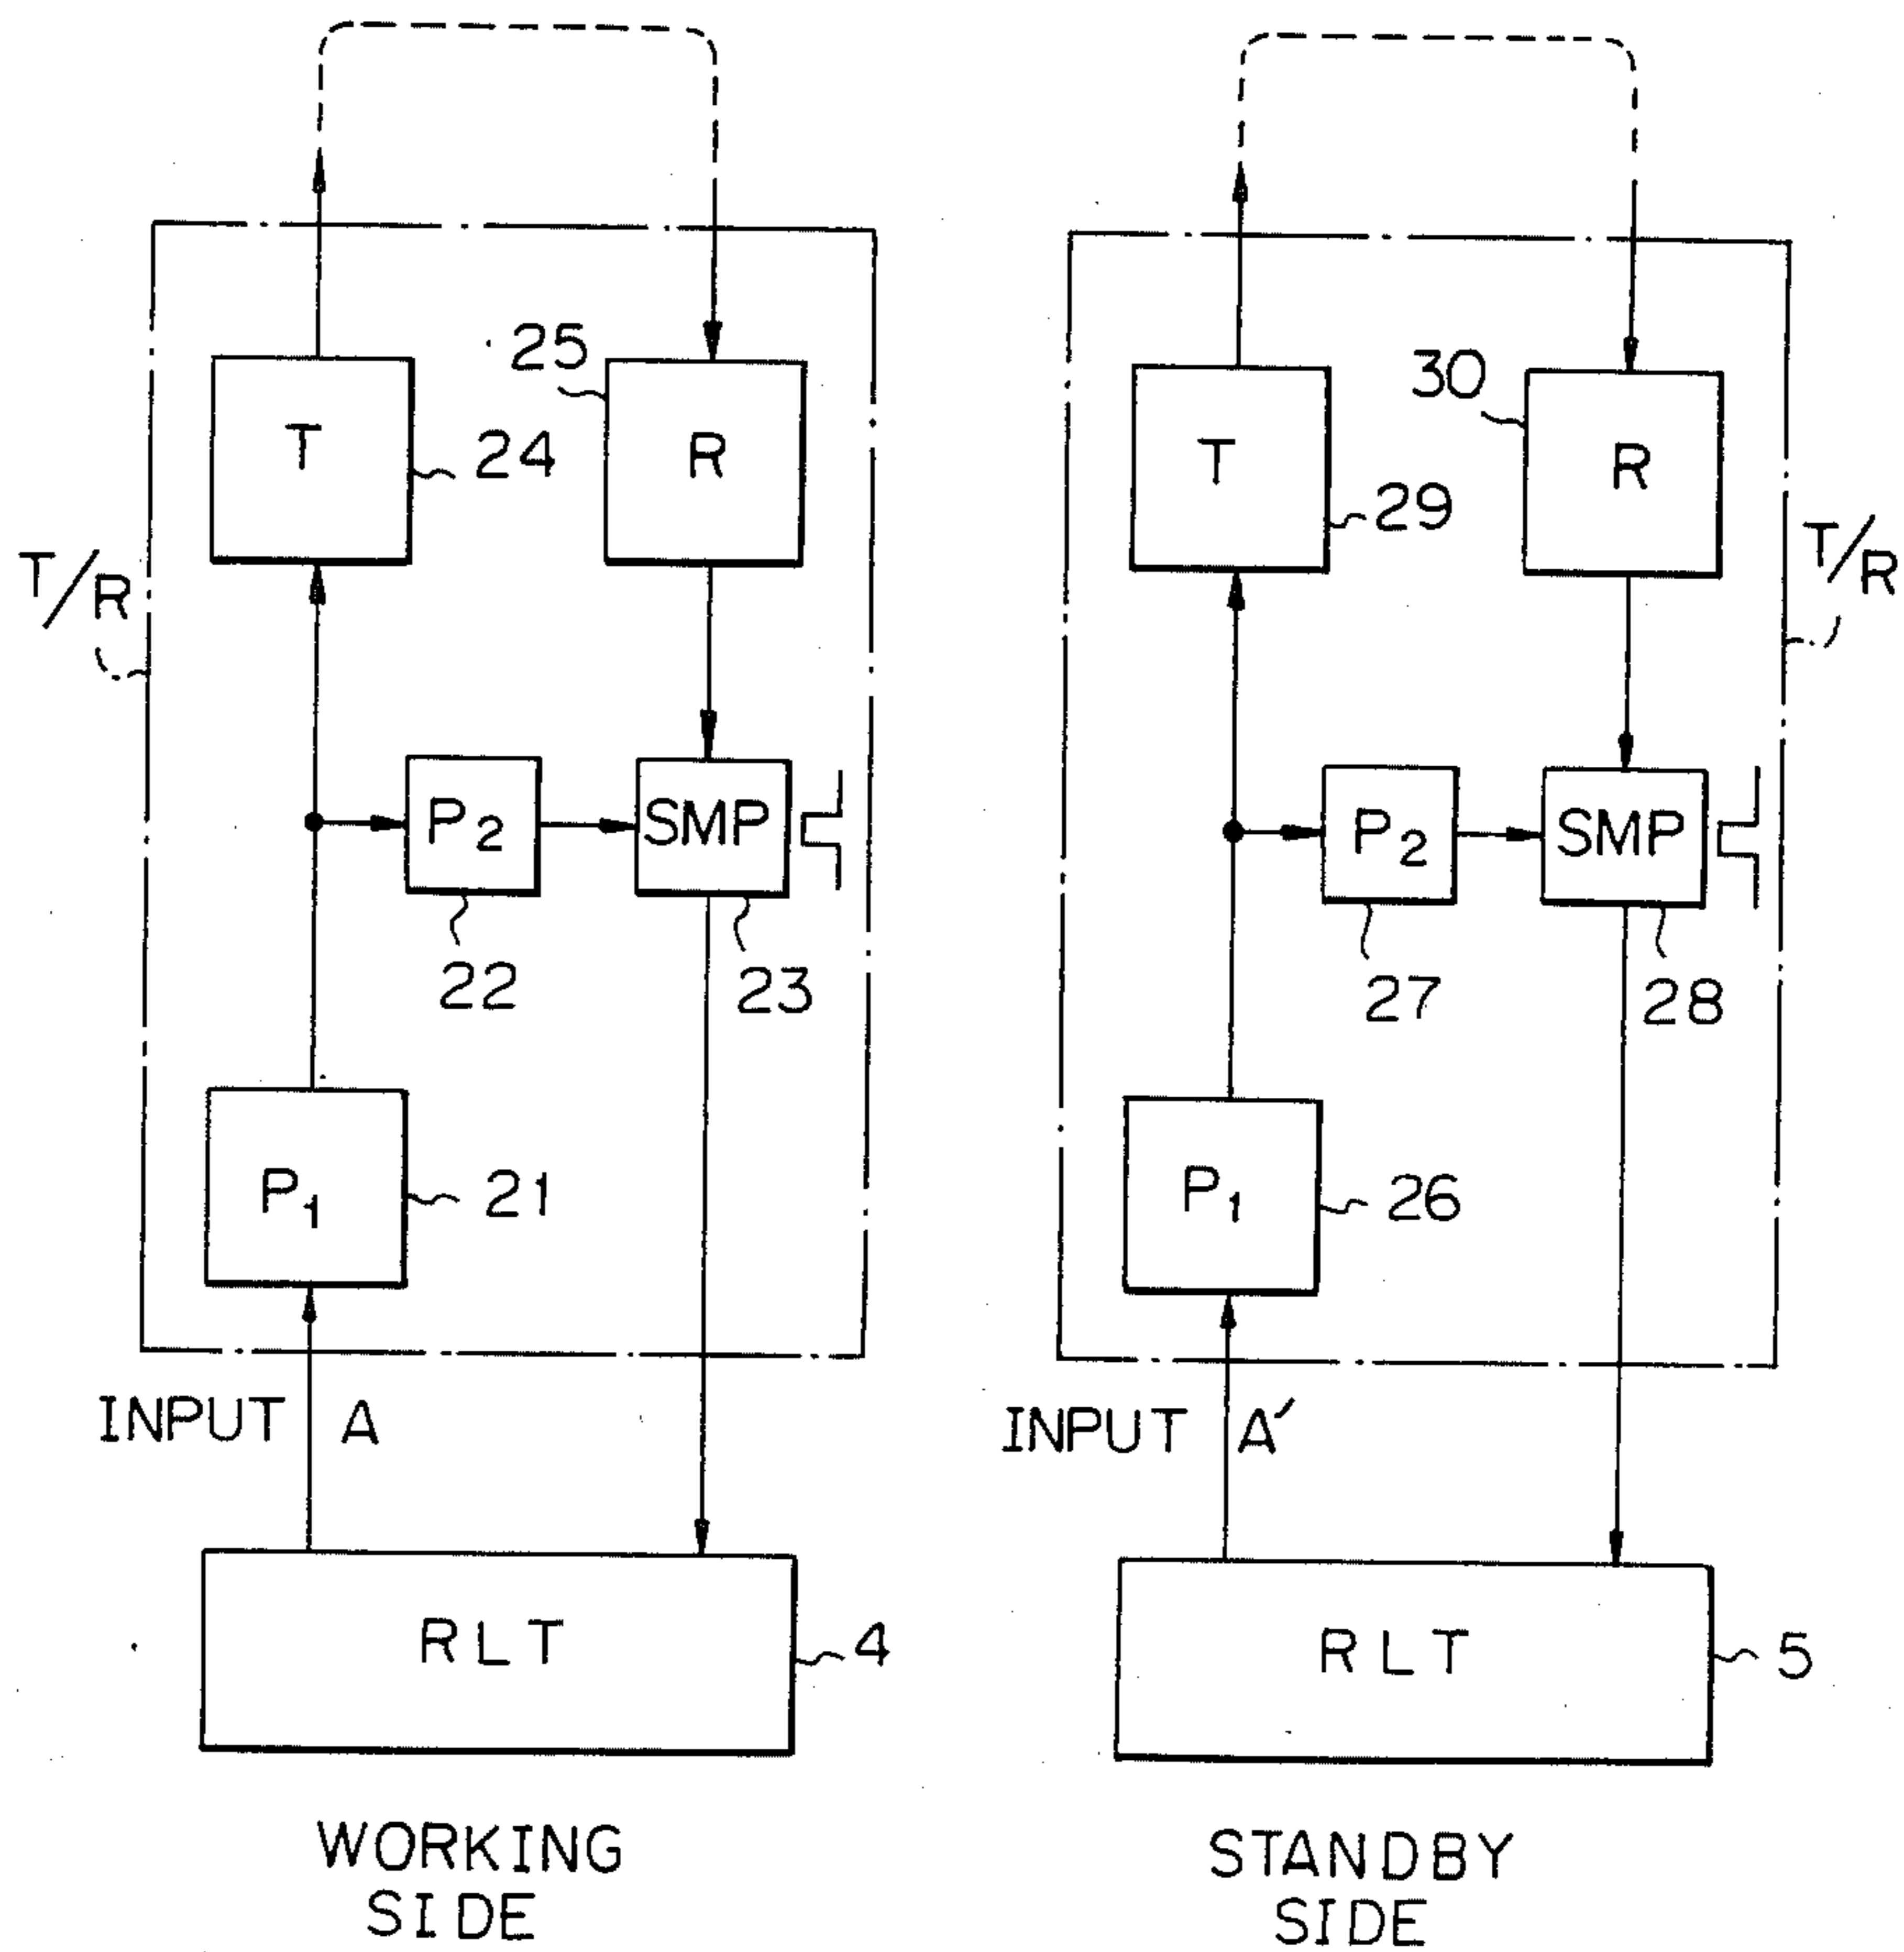 25
T
24
R
T/R
P2
SMP
22
23
P1
21
INPUT A
RLT
4
WORKING
SIDE
30
T
29
R
T/R
P2
SMP
27
28
P1
26
INPUT A′
RLT
5
STANDBY
SIDE